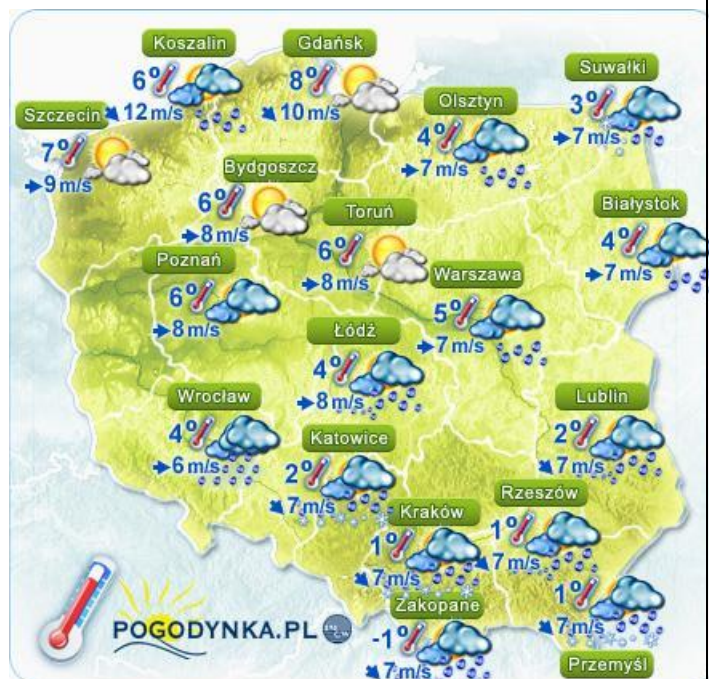 Koszalin
6°
12 m/s
Gdańsk
8°
10 m/s
Suwałki
3°
7 m/s
Szczecin
7°
9 m/s
Olsztyn
4°
7 m/s
Bydgoszcz
6°
8 m/s
Toruń
6°
8 m/s
Białystok
4°
7 m/s
Poznań
6°
8 m/s
Warszawa
5°
7 m/s
Łódź
4°
8 m/s
Wrocław
4°
6 m/s
Katowice
2°
7 m/s
Lublin
2°
7 m/s
Kraków
1°
7 m/s
Rzeszów
1°
7 m/s
Zakopane
-1°
7 m/s
1°
7 m/s
Przemyśl
POGODYNKA.PL